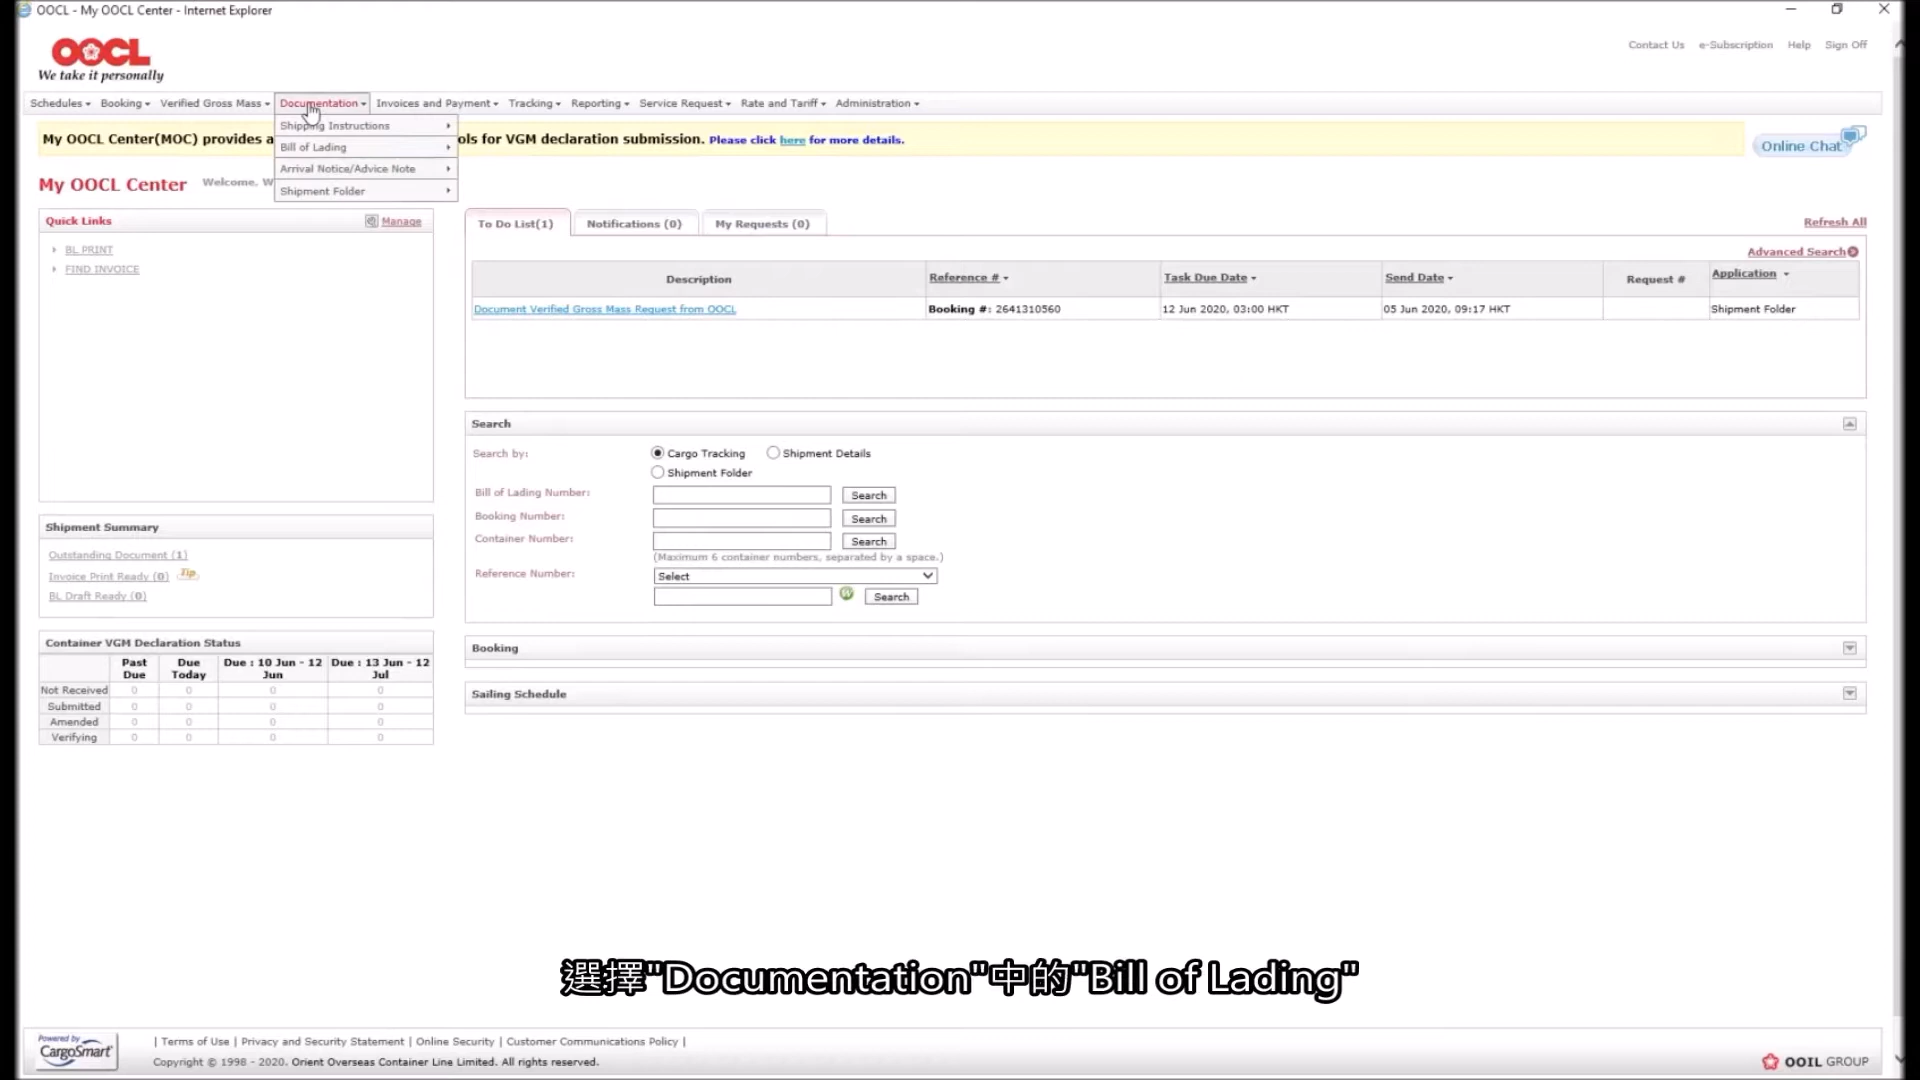 OOCL - My OOCL Center - Internet Explorer
OOCL
We take it personally
Contact Us e-Subscription Help Sign Off
Schedules Booking Verified Gross Mass Documentation Invoices and Payment Tracking Reporting Service Request Rate and Tariff Administration
Shipping Instructions
Bill of Lading
Arrival Notice/Advice Note
Shipment Folder
My OOCL Center(MOC) provides a ols for VGM declaration submission. Please click here for more details.
Online Chat
My OOCL Center Welcome, W
Quick Links Manage
BL PRINT
FIND INVOICE
To Do List(1) Notifications (0) My Requests (0) Refresh All
Advanced Search
Description Reference # Task Due Date Send Date Request # Application
Document Verified Gross Mass Request from OOCL Booking #: 2641310560 12 Jun 2020, 03:00 HKT 05 Jun 2020, 09:17 HKT Shipment Folder
Search
Search by: Cargo Tracking Shipment Details
Shipment Folder
Bill of Lading Number: Search
Booking Number: Search
Container Number: Search
(Maximum 6 container numbers, separated by a space.)
Reference Number: Select
Search
Booking
Sailing Schedule
Shipment Summary
Outstanding Document (1)
Invoice Print Ready (0) Tip
BL Draft Ready (0)
Container VGM Declaration Status
Past Due Due Today Due : 10 Jun - 12 Jun Due : 13 Jun - 12 Jul
Not Received 0 0 0 0
Submitted 0 0 0 0
Amended 0 0 0 0
Verifying 0 0 0 0
選擇"Documentation"中的"Bill of Lading"
Powered by
CargoSmart
| Terms of Use | Privacy and Security Statement | Online Security | Customer Communications Policy |
Copyright © 1998 - 2020. Orient Overseas Container Line Limited. All rights reserved.
OOIL GROUP